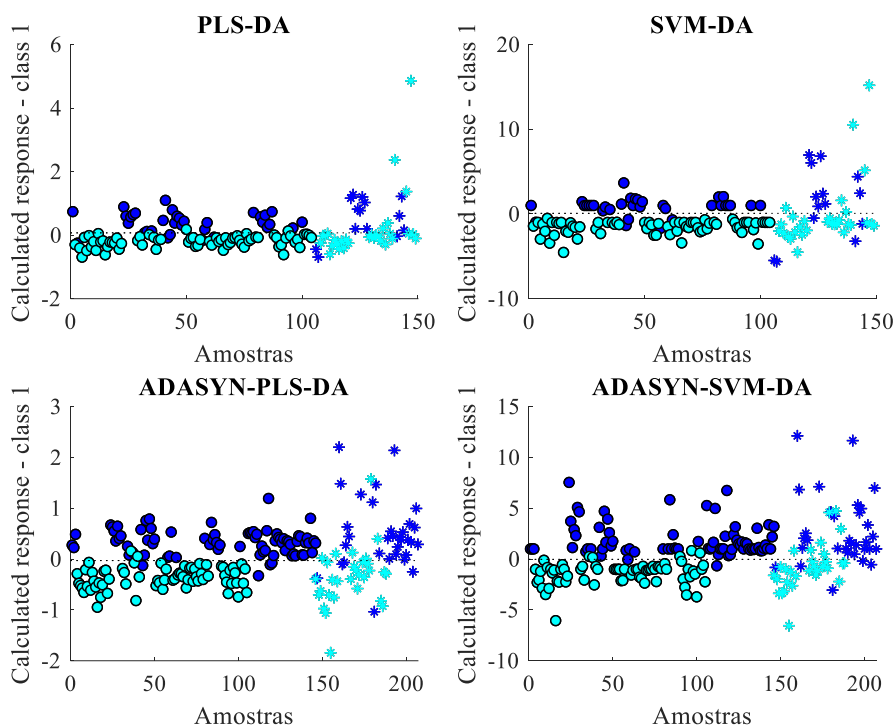 PLS-DA
Calculated response - class 1
6
4
2
0
-2
0 50 100 150
Amostras
SVM-DA
Calculated response - class 1
20
10
0
-10
0 50 100 150
Amostras
ADASYN-PLS-DA
Calculated response - class 1
3
2
1
0
-1
-2
0 50 100 150 200
Amostras
ADASYN-SVM-DA
Calculated response - class 1
15
10
5
0
-5
-10
0 50 100 150 200
Amostras